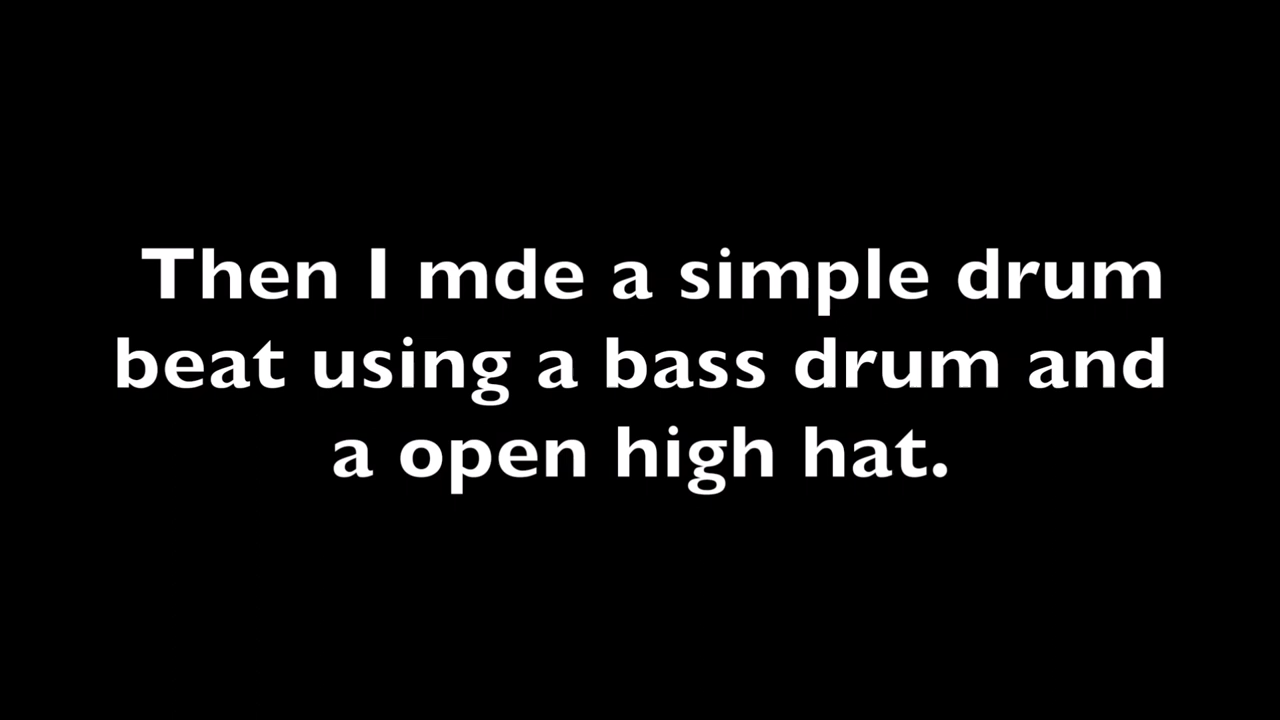 Then I mde a simple drum
beat using a bass drum and
a open high hat.